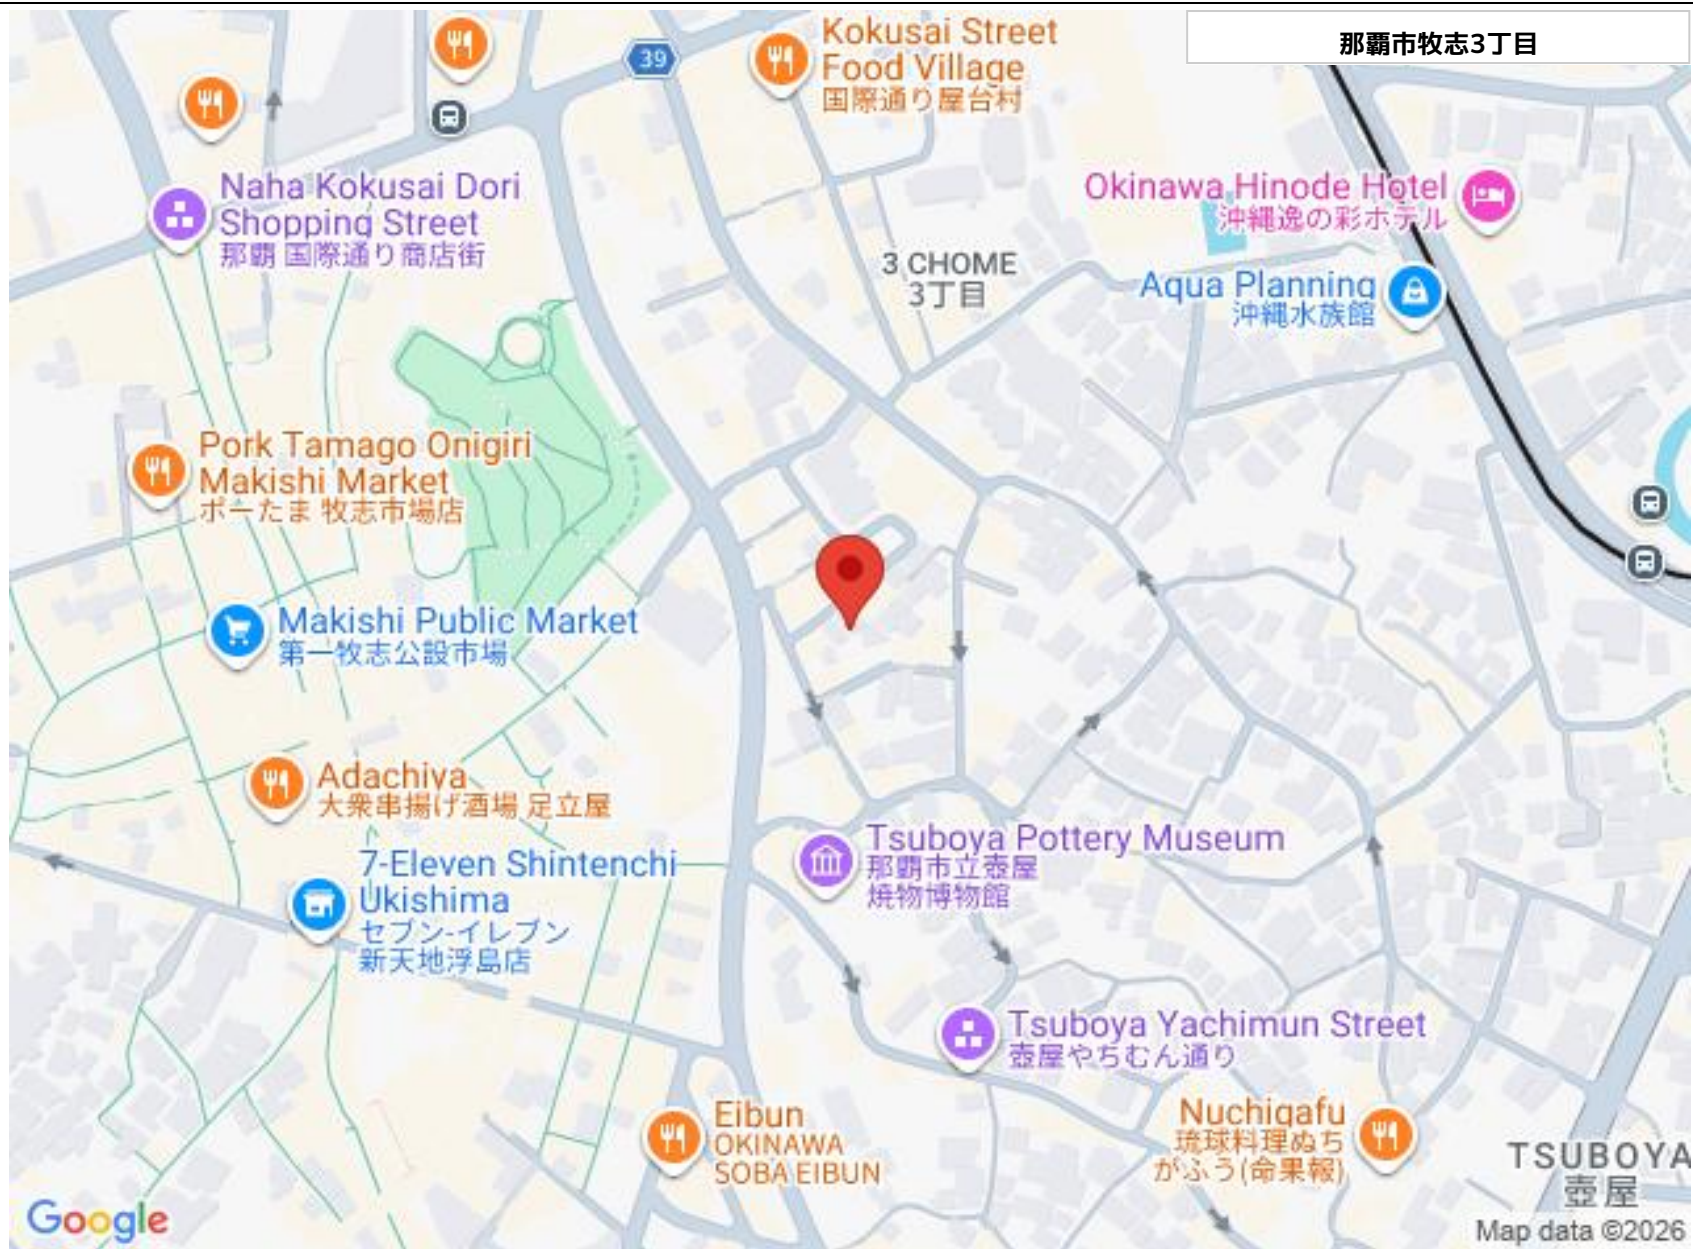 那覇市牧志3丁目
39
Kokusai Street
Food Village
国際通り屋台村
Naha Kokusai Dori
Shopping Street
那覇 国際通り商店街
Okinawa Hinode Hotel
沖縄逸の彩ホテル
3 CHOME
3丁目
Aqua Planning
沖縄水族館
Pork Tamago Onigiri
Makishi Market
ポーたま 牧志市場店
Makishi Public Market
第一牧志公設市場
Adachiya
大衆串揚げ酒場 足立屋
Tsuboya Pottery Museum
那覇市立壺屋
焼物博物館
7-Eleven Shintenchi
Ukishima
セブン-イレブン
新天地浮島店
Tsuboya Yachimun Street
壺屋やちむん通り
Eibun
OKINAWA
SOBA EIBUN
Nuchigafu
琉球料理ぬち
がふう(命果報)
TSUBOYA
壺屋
Google
Map data ©2026